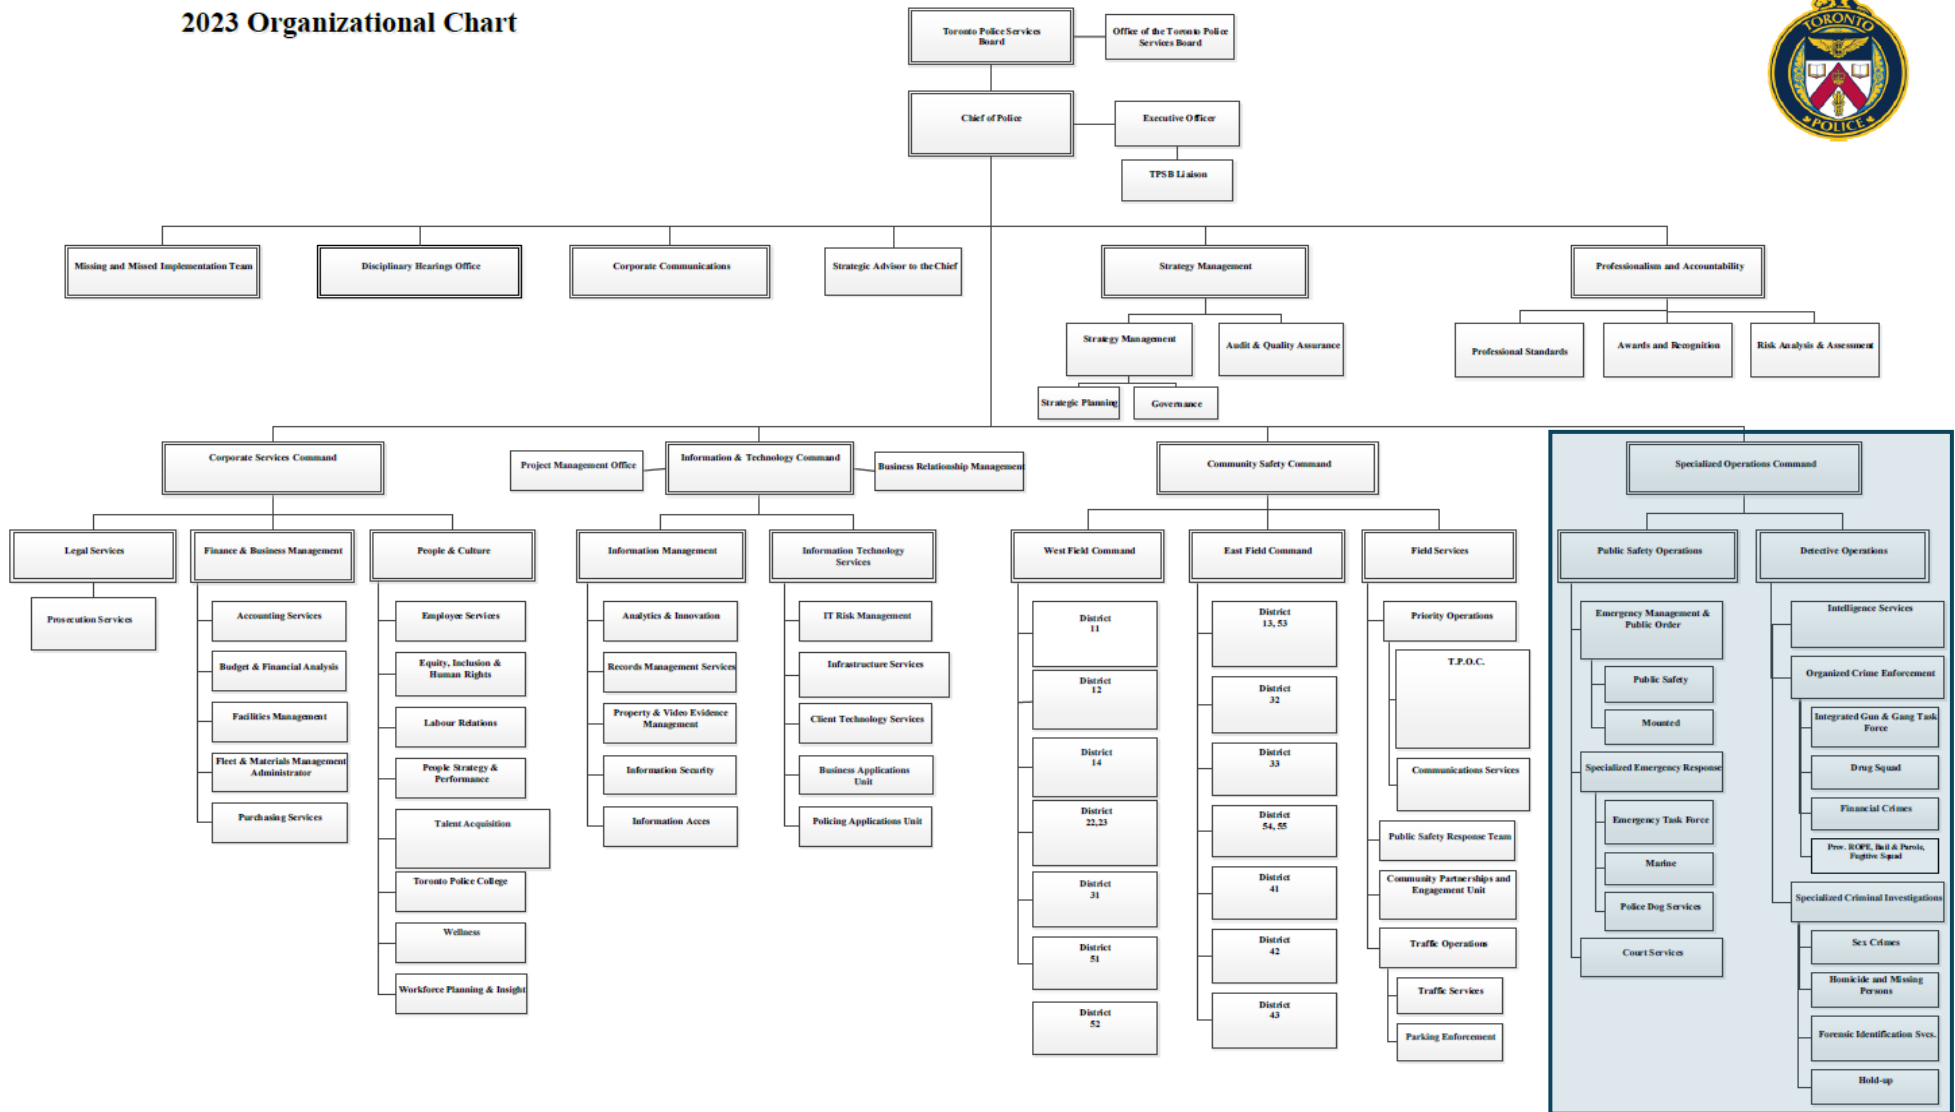 2023 Organizational Chart
Toronto Police Services
Board
Office of the Toronto Police
Services Board
TORONTO
POLICE
Chief of Police
Executive Officer
TPSB Liaison
Missing and Missed Implementation Team
Disciplinary Hearings Office
Corporate Communications
Strategic Advisor to the Chief
Strategy Management
Professionalism and Accountability
Strategy Management
Audit & Quality Assurance
Professional Standards
Awards and Recognition
Risk Analysis & Assessment
Strategic Planning
Governance
Corporate Services Command
Project Management Office
Information & Technology Command
Business Relationship Management
Community Safety Command
Specialized Operations Command
Legal Services
Prosecution Services
Finance & Business Management
Accounting Services
Budget & Financial Analysis
Facilities Management
Fleet & Materials Management
Administrator
Purchasing Services
People & Culture
Employee Services
Equity, Inclusion &
Human Rights
Labour Relations
People Strategy &
Performance
Talent Acquisition
Toronto Police College
Wellness
Workforce Planning & Insight
Information Management
Analytics & Innovation
Records Management Services
Property & Video Evidence
Management
Information Security
Information Acces
Information Technology
Services
IT Risk Management
Infrastructure Services
Client Technology Services
Business Applications
Unit
Policing Applications Unit
West Field Command
District
11
District
12
District
14
District
22,23
District
31
District
51
District
52
East Field Command
District
13, 53
District
32
District
33
District
54, 55
District
41
District
42
District
43
Field Services
Priority Operations
T.P.O.C.
Communications Services
Public Safety Response Team
Community Partnerships and
Engagement Unit
Traffic Operations
Traffic Services
Parking Enforcement
Public Safety Operations
Emergency Management &
Public Order
Public Safety
Mounted
Specialized Emergency Response
Emergency Task Force
Marine
Police Dog Services
Court Services
Detective Operations
Intelligence Services
Organized Crime Enforcement
Integrated Gun & Gang Task
Force
Drug Squad
Financial Crimes
Prov. ROPE, Bail & Parole,
Fugitive Squad
Specialized Criminal Investigations
Sex Crimes
Homicide and Missing
Persons
Forensic Identification Svcs.
Hold-up